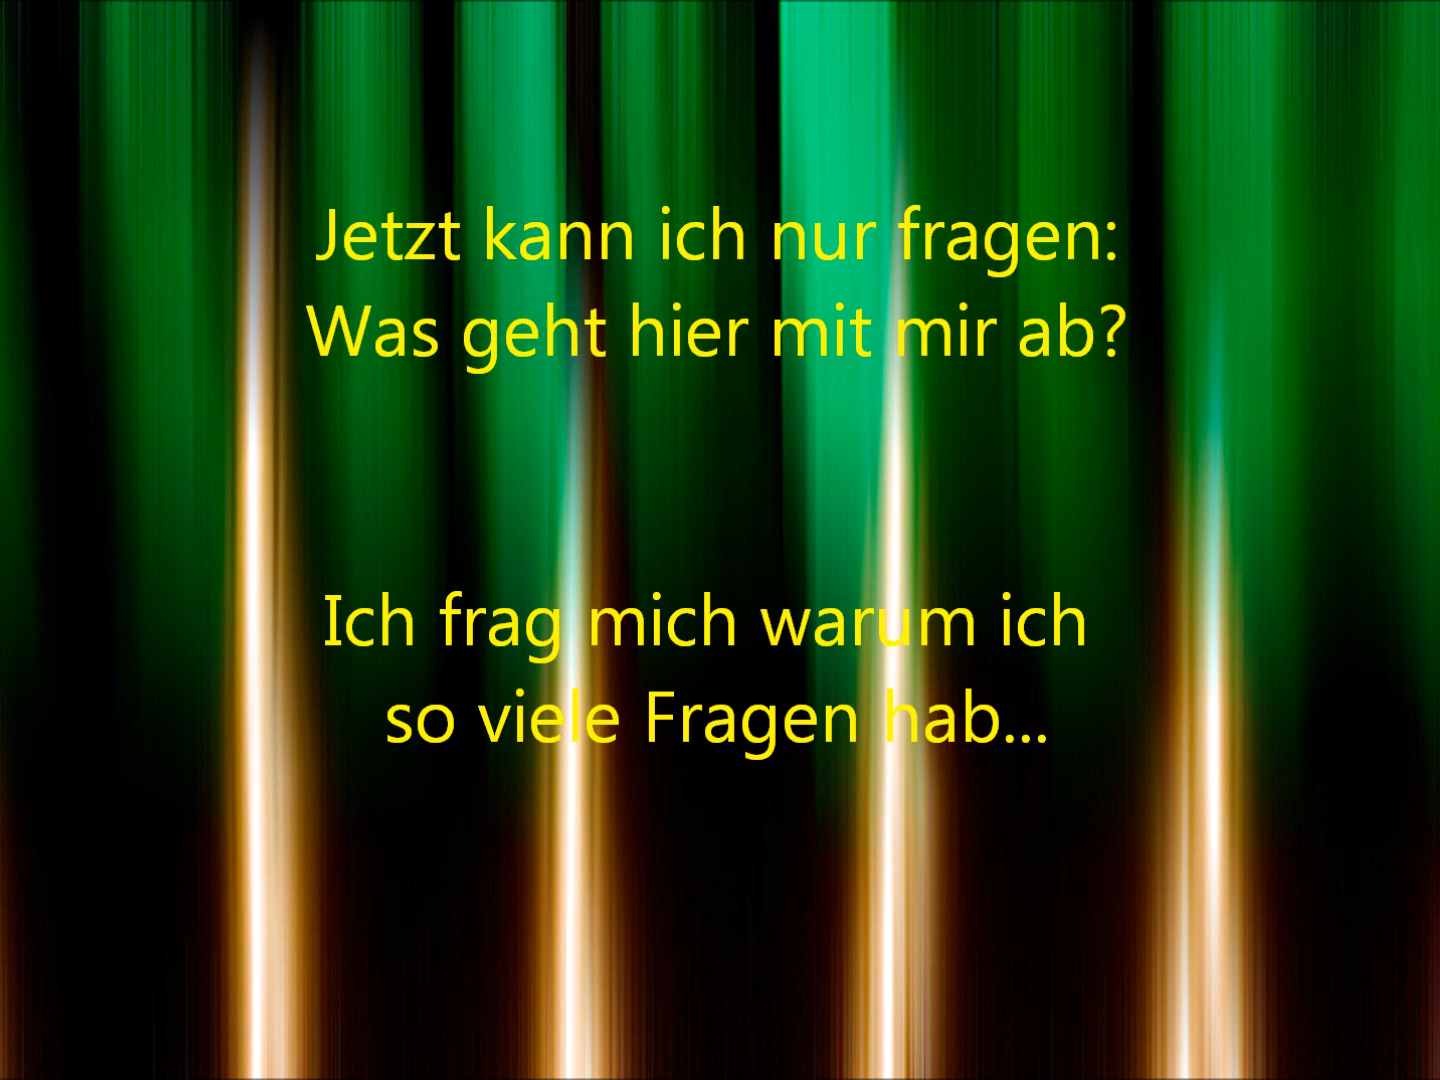 Jetzt kann ich nur fragen:
Was geht hier mit mir ab?
Ich frag mich warum ich
so viele Fragen hab...